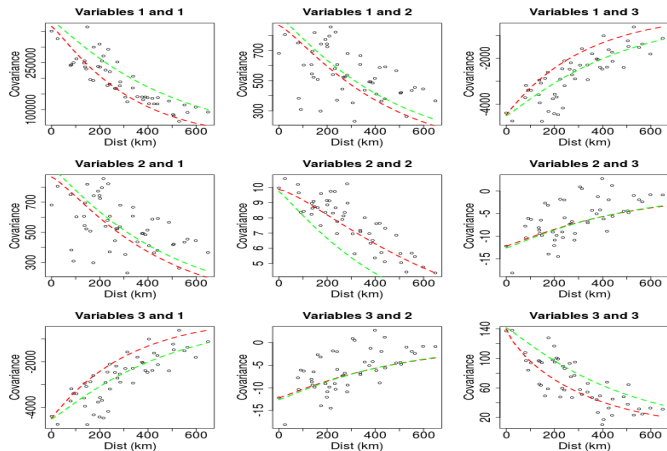 Variables 1 and 1
Variables 1 and 2
Variables 1 and 3
Covariance
100000 250000
0 200 400 600
Dist (km)
Covariance
300 500 700
0 200 400 600
Dist (km)
Covariance
-4000 -2000
0 200 400 600
Dist (km)
Variables 2 and 1
Variables 2 and 2
Variables 2 and 3
Covariance
300 500 700
0 200 400 600
Dist (km)
Covariance
5 6 7 8 9 10
0 200 400 600
Dist (km)
Covariance
-15 -10 -5 0
0 200 400 600
Dist (km)
Variables 3 and 1
Variables 3 and 2
Variables 3 and 3
Covariance
-4000 -2000
0 200 400 600
Dist (km)
Covariance
-15 -10 -5 0
0 200 400 600
Dist (km)
Covariance
20 60 100 140
0 200 400 600
Dist (km)